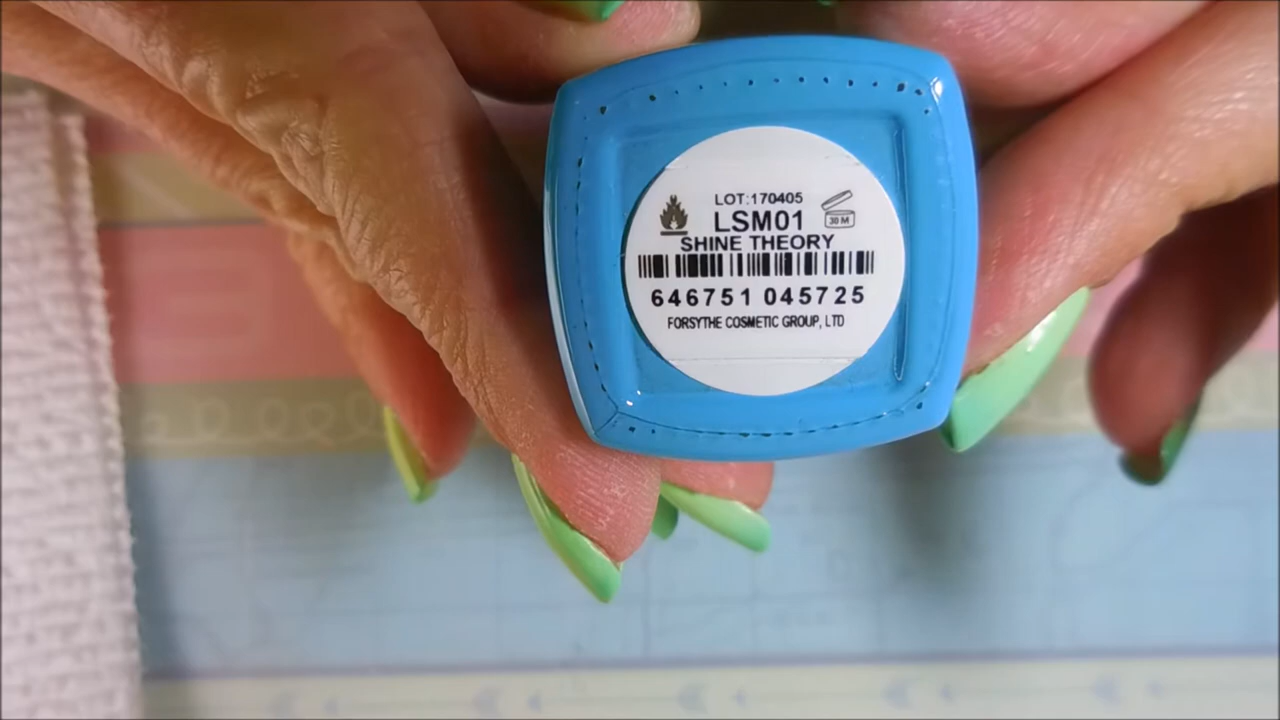 LOT:170405
LSM01
30 M
SHINE THEORY
646751 045725
FORSYTHE COSMETIC GROUP, LTD